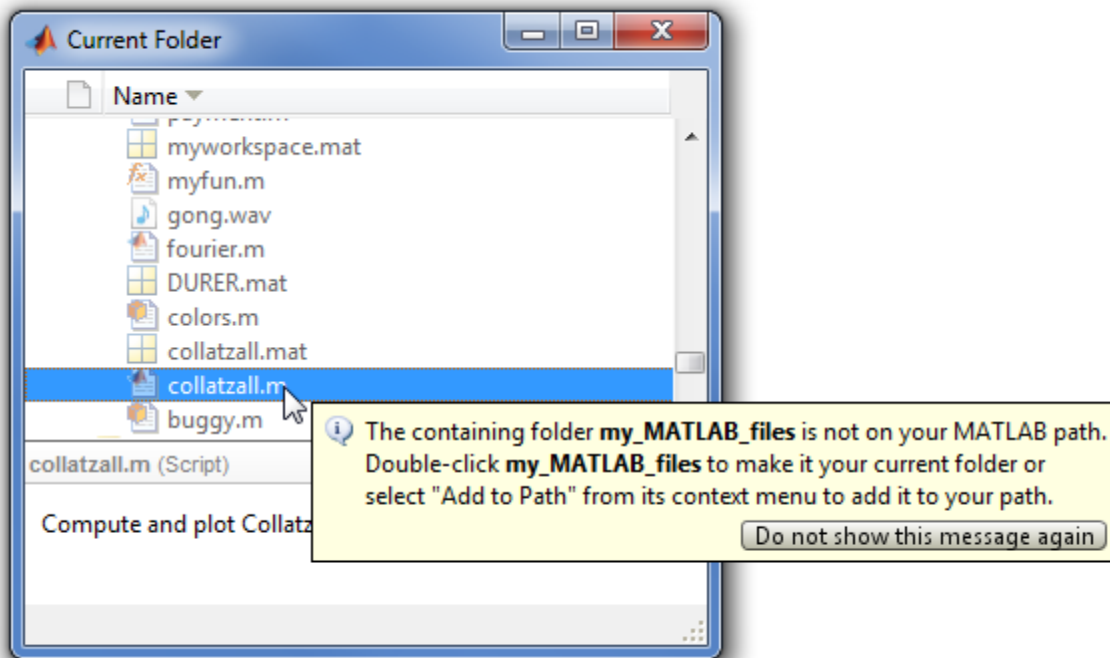 Current Folder
Name
myworkspace.mat
myfun.m
gong.wav
fourier.m
DURER.mat
colors.m
collatzall.mat
collatzall.m
buggy.m
The containing folder my_MATLAB_files is not on your MATLAB path.
Double-click my_MATLAB_files to make it your current folder or
select "Add to Path" from its context menu to add it to your path.
Do not show this message again
collatzall.m (Script)
Compute and plot Collatz